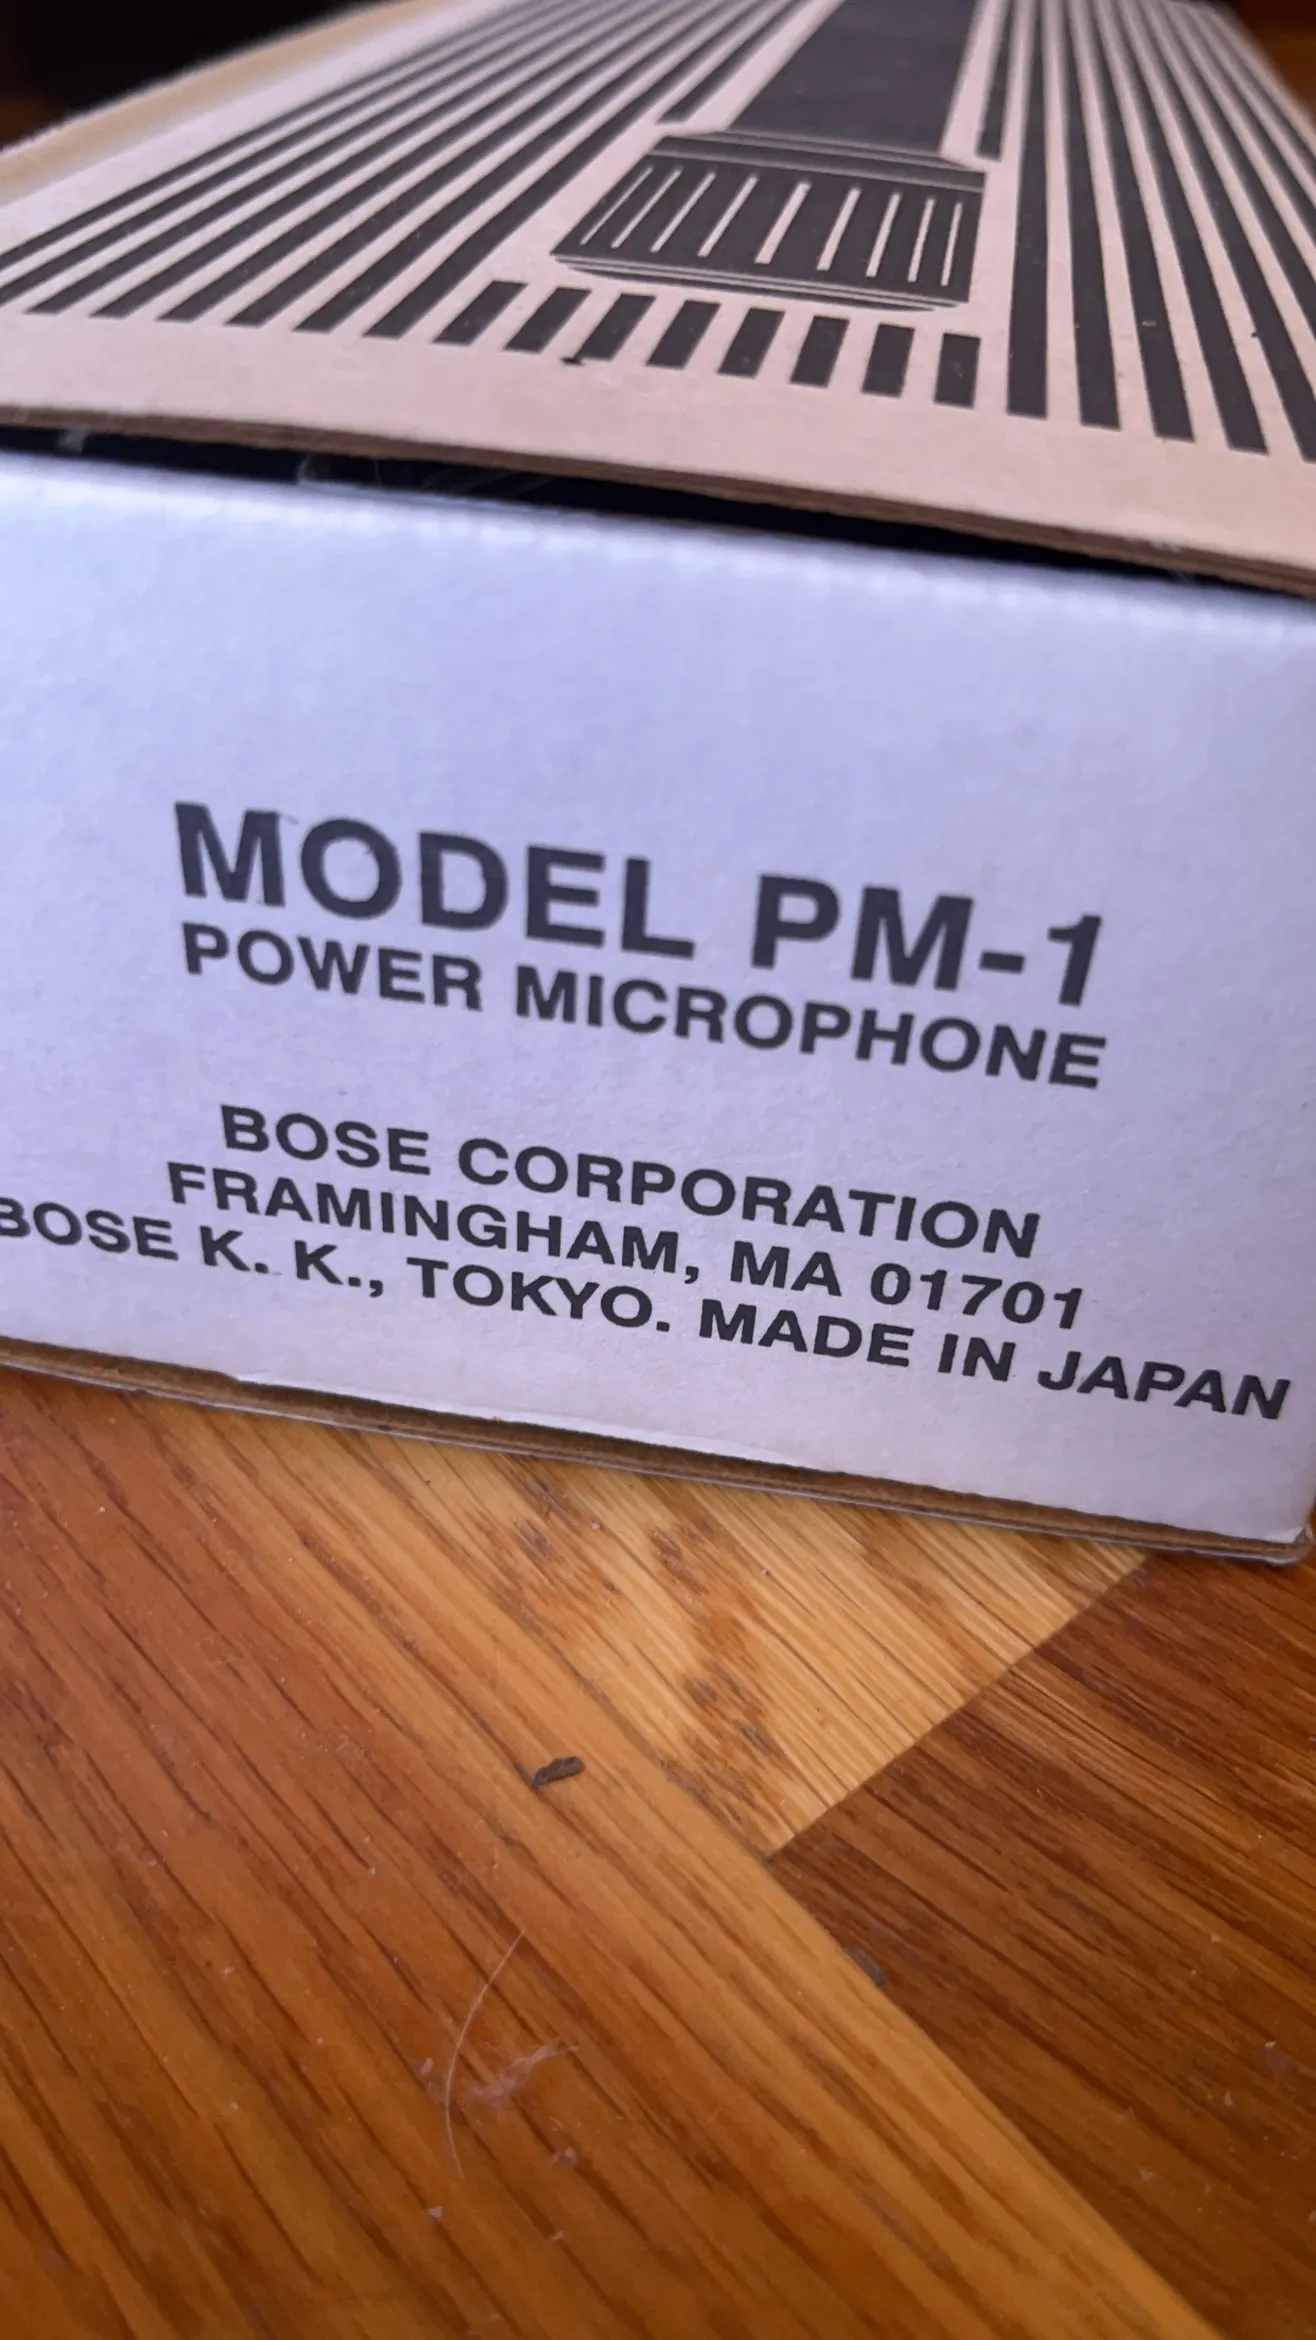 MODEL PM-1
POWER MICROPHONE
BOSE CORPORATION
FRAMINGHAM, MA 01701
BOSE K. K., TOKYO. MADE IN JAPAN